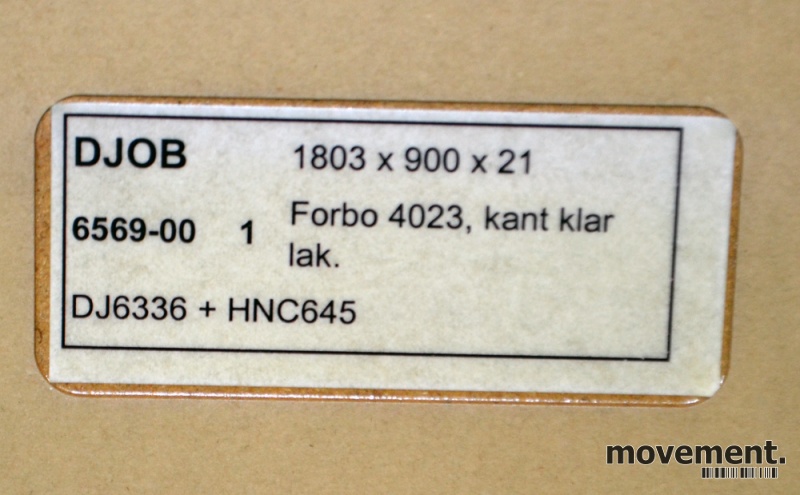 DJOB 1803 x 900 x 21
6569-00 1 Forbo 4023, kant klar
lak.
DJ6336 + HNC645
movement.